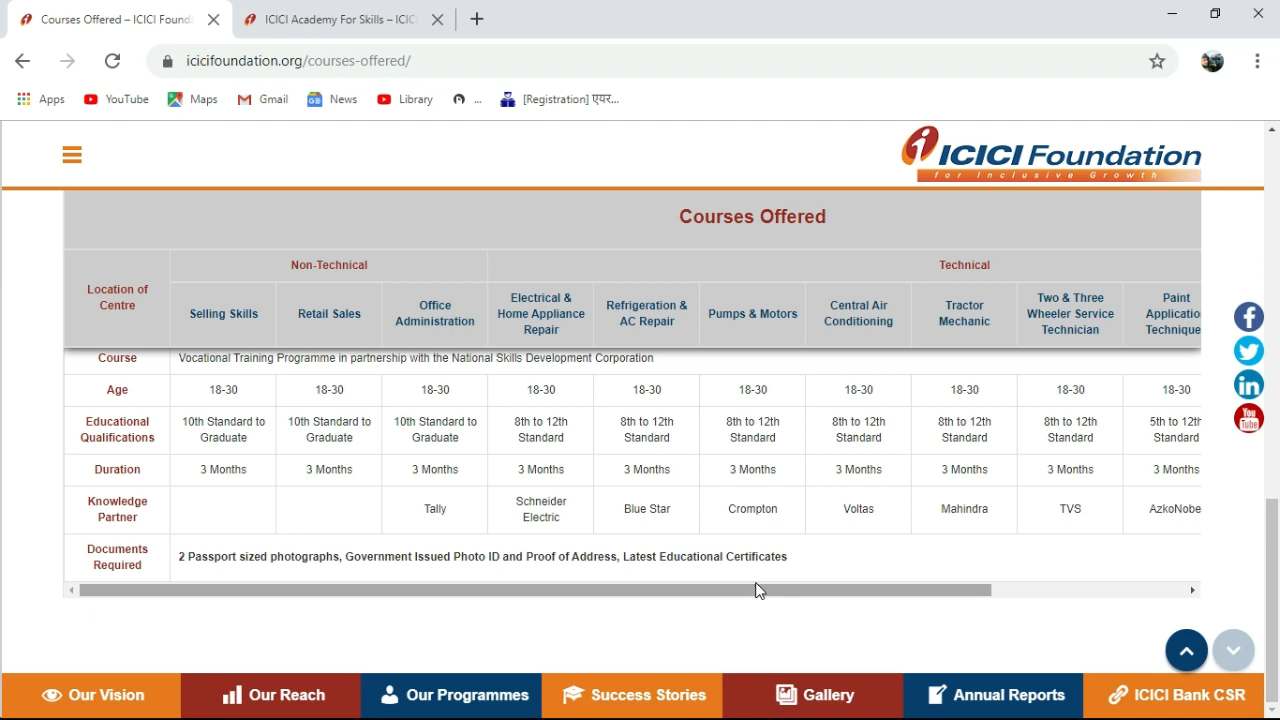 Courses Offered – ICICI Found
ICICI Academy For Skills – ICIC
icicifoundation.org/courses-offered/
Apps YouTube Maps Gmail News Library ... [Registration] एयर...
ICICI Foundation
for Inclusive Growth
Courses Offered
Location of Centre
Non-Technical Technical
Selling Skills
Retail Sales
Office Administration
Electrical & Home Appliance Repair
Refrigeration & AC Repair
Pumps & Motors
Central Air Conditioning
Tractor Mechanic
Two & Three Wheeler Service Technician
Paint Applicatio Technique
Course Vocational Training Programme in partnership with the National Skills Development Corporation
Age 18-30 18-30 18-30 18-30 18-30 18-30 18-30 18-30 18-30 18-30
Educational Qualifications
10th Standard to Graduate
10th Standard to Graduate
10th Standard to Graduate
8th to 12th Standard
8th to 12th Standard
8th to 12th Standard
8th to 12th Standard
8th to 12th Standard
8th to 12th Standard
5th to 12th Standard
Duration 3 Months 3 Months 3 Months 3 Months 3 Months 3 Months 3 Months 3 Months 3 Months 3 Months
Knowledge Partner
Tally
Schneider Electric
Blue Star
Crompton
Voltas
Mahindra
TVS
AzkoNobe
Documents Required
2 Passport sized photographs, Government Issued Photo ID and Proof of Address, Latest Educational Certificates
You Tube
Our Vision Our Reach Our Programmes Success Stories Gallery Annual Reports ICICI Bank CSR